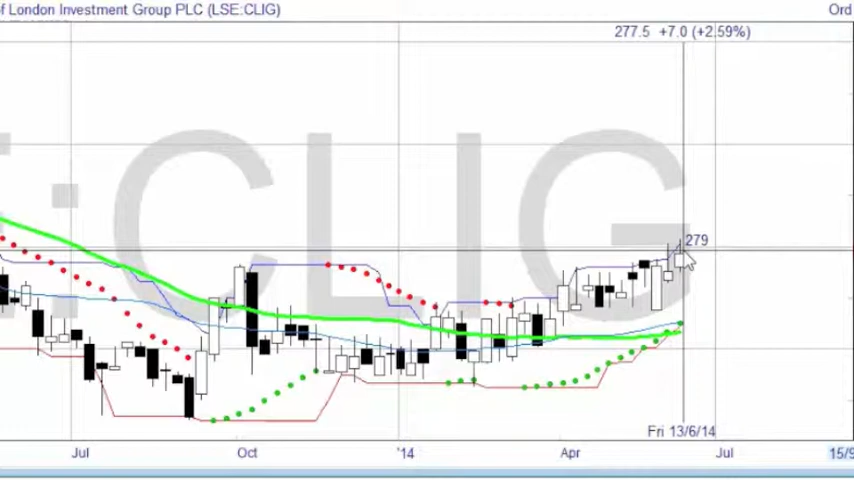 of London Investment Group PLC (LSE:CLIG) Ord
277.5 +7.0 (+2.59%)
E:CLIG
279
Fri 13/6/14
Jul Oct '14 Apr Jul 15/9